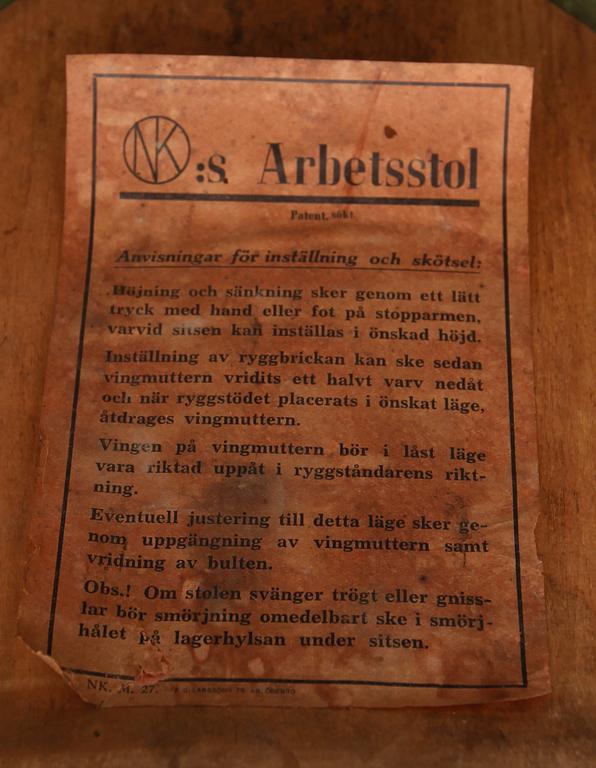 NK:s. Arbetsstol
Patent. sökt
Anvisningar för inställning och skötsel:
Höjning och sänkning sker genom ett lätt
tryck med hand eller fot på stopparmen,
varvid sitsen kan inställas i önskad höjd.
Inställning av ryggbrickan kan ske sedan
vingmuttern vridits ett halvt varv nedåt
och när ryggstödet placerats i önskat läge,
åtdrages vingmuttern.
Vingen på vingmuttern bör i låst läge
vara riktad uppåt i ryggståndarens rikt-
ning.
Eventuell justering till detta läge sker ge-
nom uppgängning av vingmuttern samt
vridning av bulten.
Obs.! Om stolen svänger trögt eller gniss-
lar bör smörjning omedelbart ske i smörj-
hålet på lagerhylsan under sitsen.
NK. M. 27. LARSSONS TR. AB. ÖREBRO